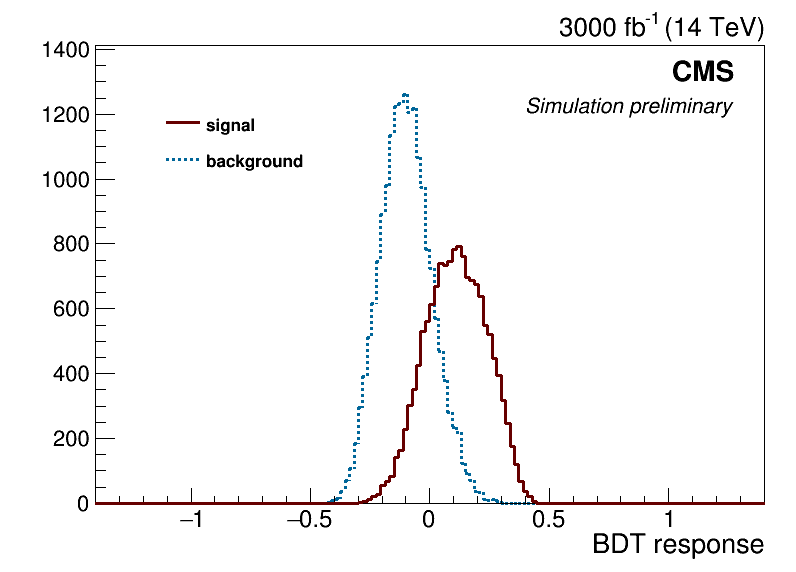 3000 fb⁻¹ (14 TeV)
CMS
Simulation preliminary
signal
background
1400
1200
1000
800
600
400
200
0
−1 −0.5 0 0.5 1
BDT response